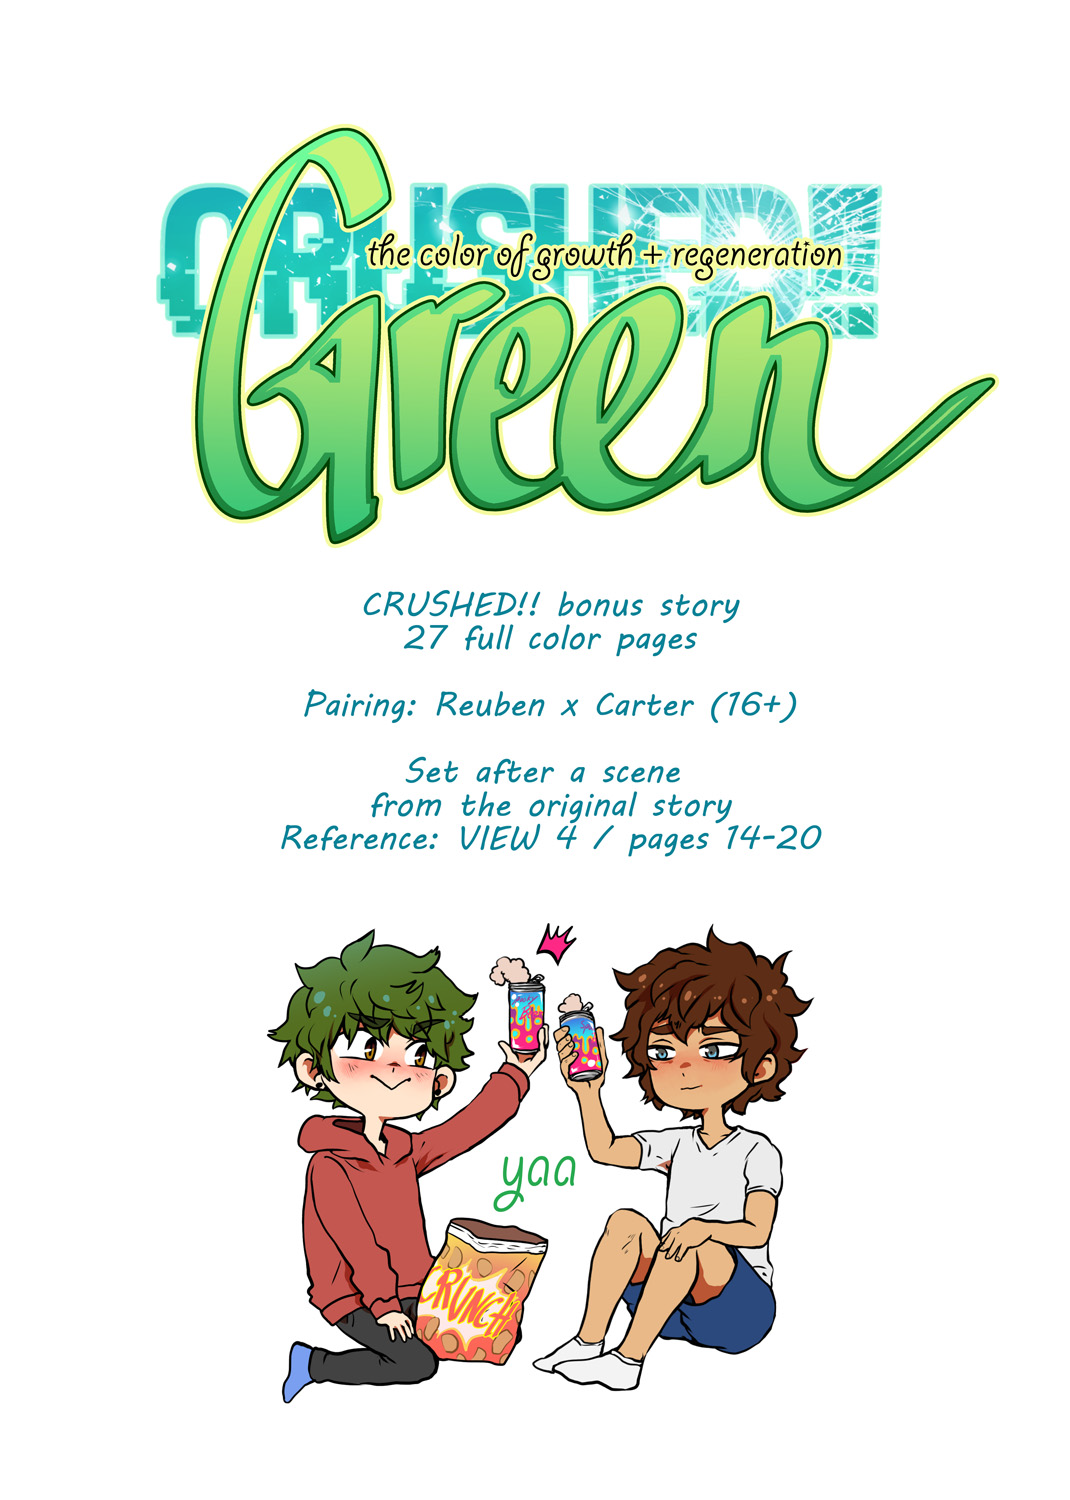 CRUSHED!!
the color of growth + regeneration
Green
CRUSHED!! bonus story
27 full color pages
Pairing: Reuben x Carter (16+)
Set after a scene
from the original story
Reference: VIEW 4 / pages 14-20
yaa
CRUNCH